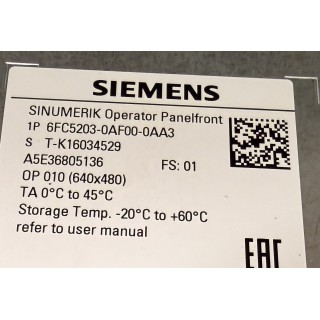 SIEMENS
SINUMERIK Operator Panelfront
1P 6FC5203-0AF00-0AA3
S T-K16034529
A5E36805136 FS: 01
OP 010 (640x480)
TA 0°C to 45°C
Storage Temp. -20°C to +60°C
refer to user manual
EAC